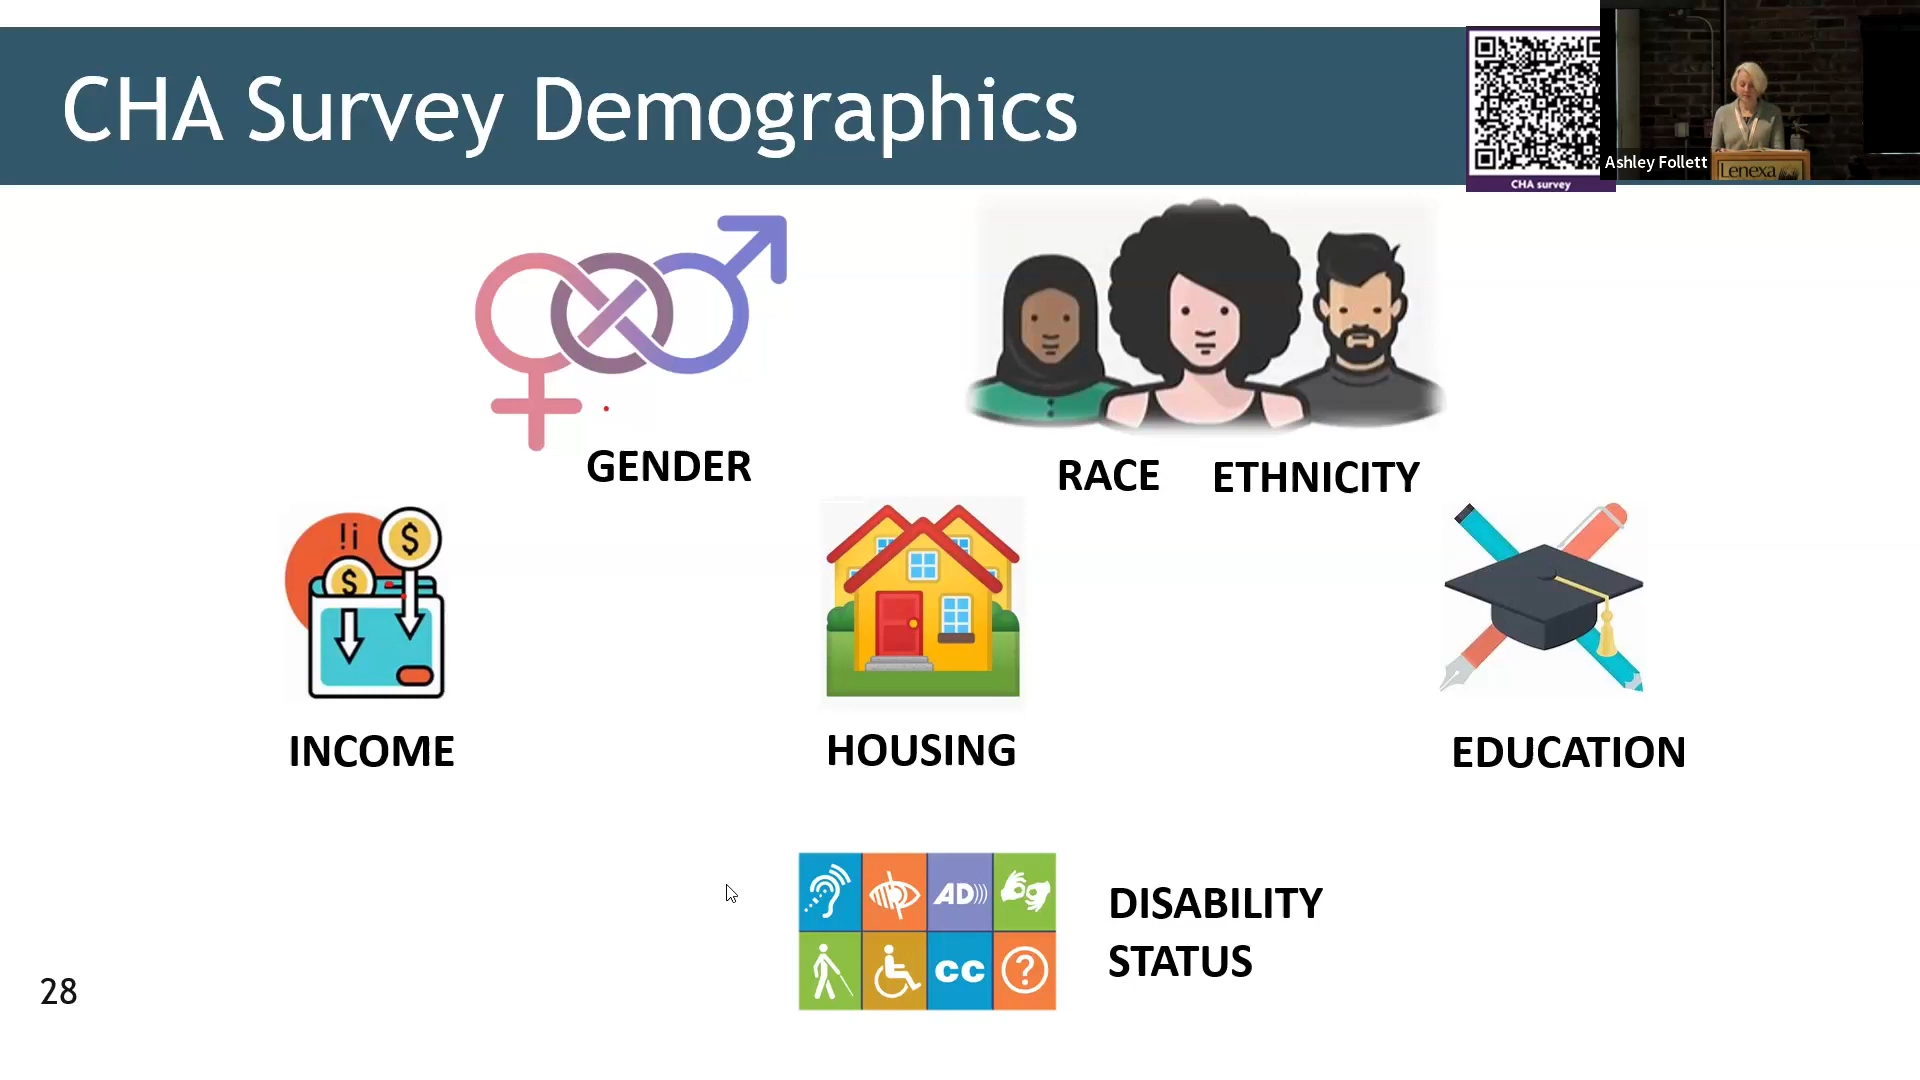 CHA Survey Demographics
CHA survey
Ashley Follett
Lenexa
GENDER
RACE ETHNICITY
INCOME
HOUSING
EDUCATION
AD
CC
DISABILITY
STATUS
28